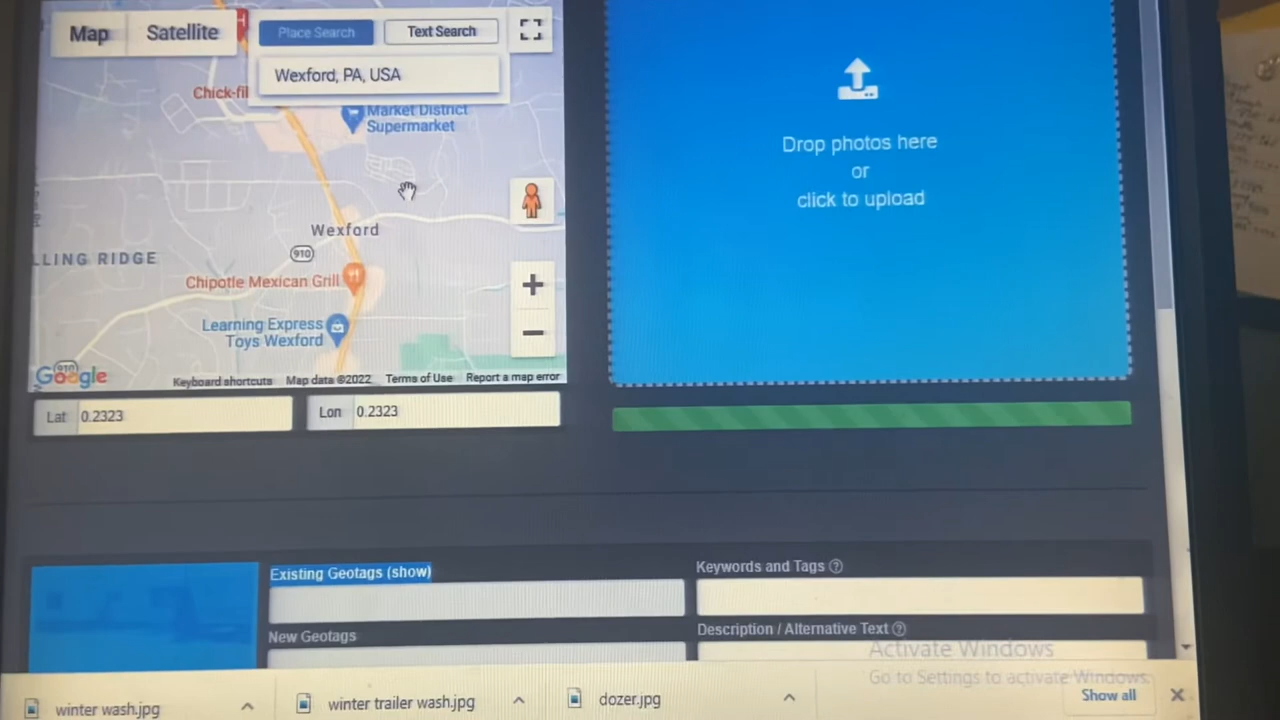 Map
Satellite
Place Search
Text Search
Wexford, PA, USA
Chick-fil
Market District
Supermarket
Wexford
910
LLING RIDGE
Chipotle Mexican Grill
Learning Express
Toys Wexford
910
Google
Keyboard shortcuts
Map data ©2022
Terms of Use
Report a map error
Lat 0.2323
Lon 0.2323
Drop photos here
or
click to upload
Existing Geotags (show)
Keywords and Tags
New Geotags
Description / Alternative Text
Activate Windows
Go to Settings to activate Windows.
winter wash.jpg
winter trailer wash.jpg
dozer.jpg
Show all